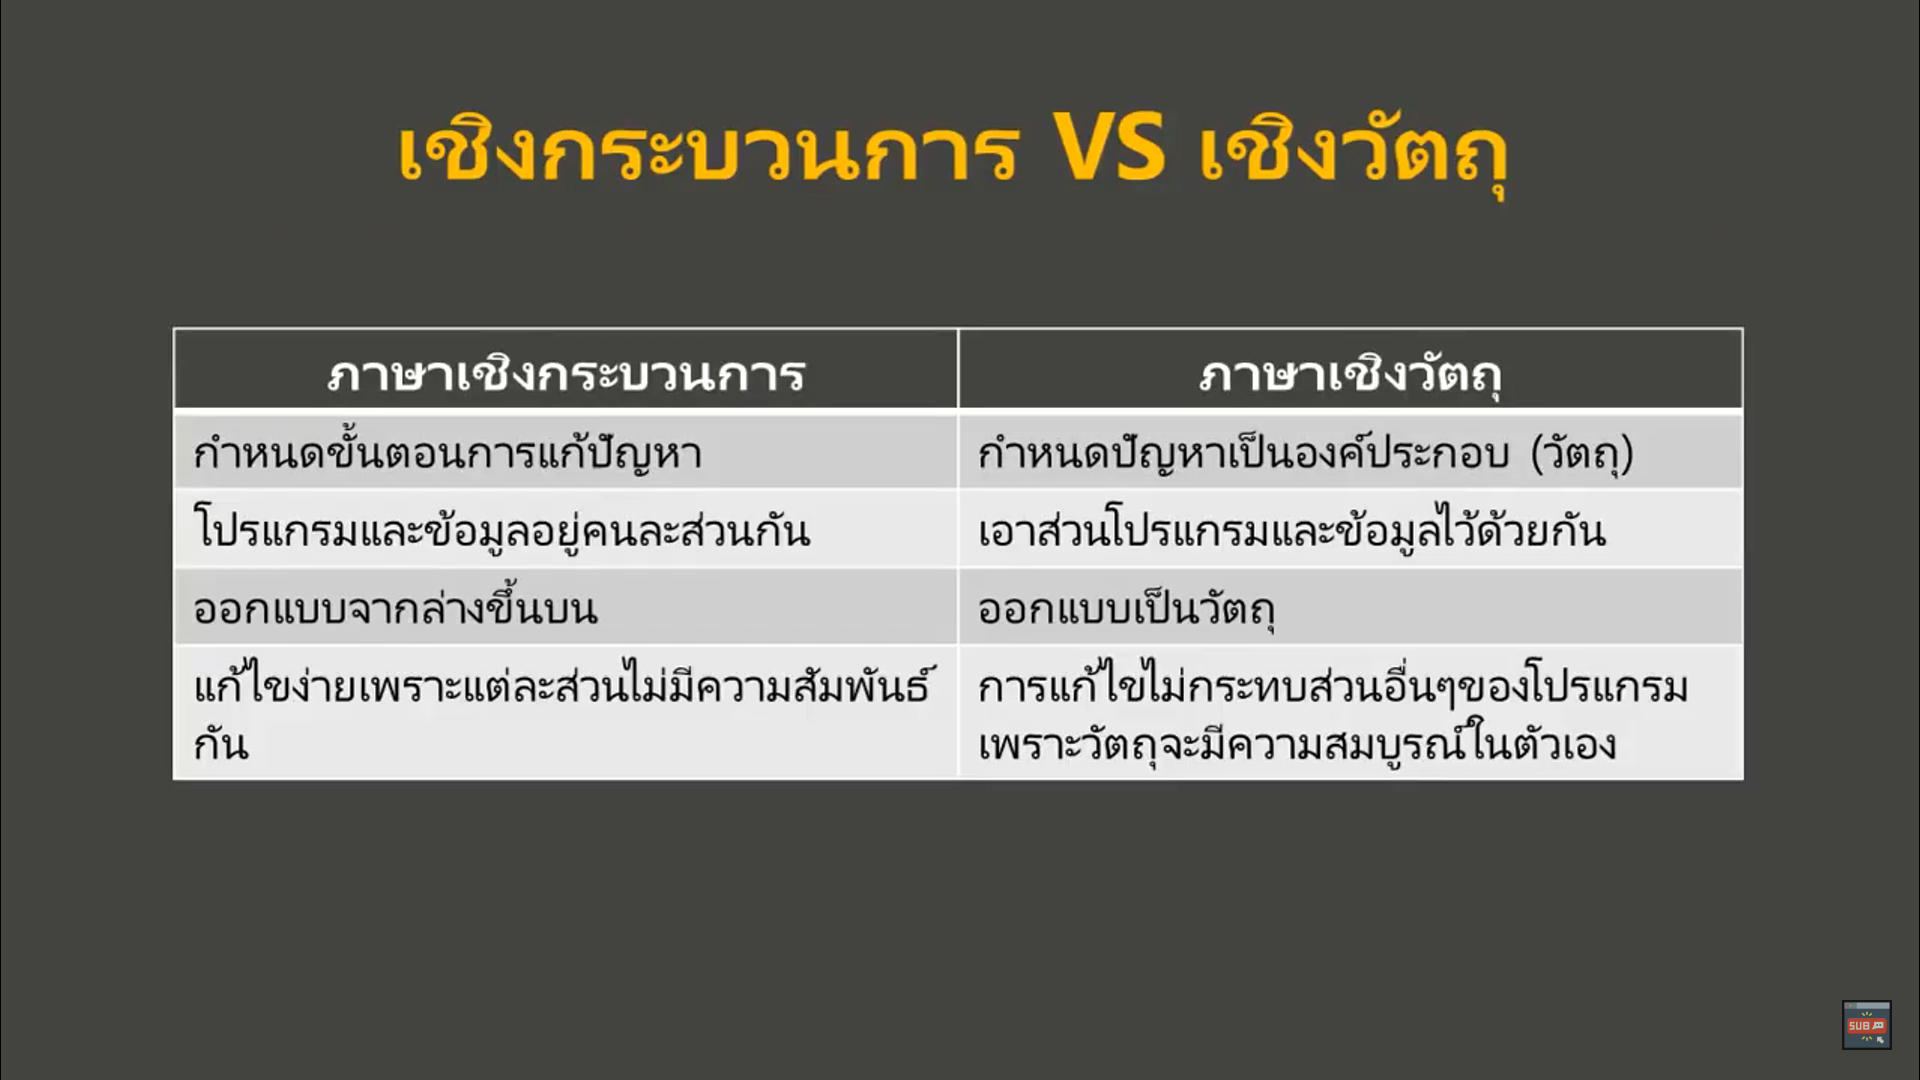 เชิงกระบวนการ VS เชิงวัตถุ
ภาษาเชิงกระบวนการ
ภาษาเชิงวัตถุ
กำหนดขั้นตอนการแก้ปัญหา
กำหนดปัญหาเป็นองค์ประกอบ (วัตถุ)
โปรแกรมและข้อมูลอยู่คนละส่วนกัน
เอาส่วนโปรแกรมและข้อมูลไว้ด้วยกัน
ออกแบบจากล่างขึ้นบน
ออกแบบเป็นวัตถุ
แก้ไขง่ายเพราะแต่ละส่วนไม่มีความสัมพันธ์
กัน
การแก้ไขไม่กระทบส่วนอื่นๆของโปรแกรม
เพราะวัตถุจะมีความสมบูรณ์ในตัวเอง
SUB